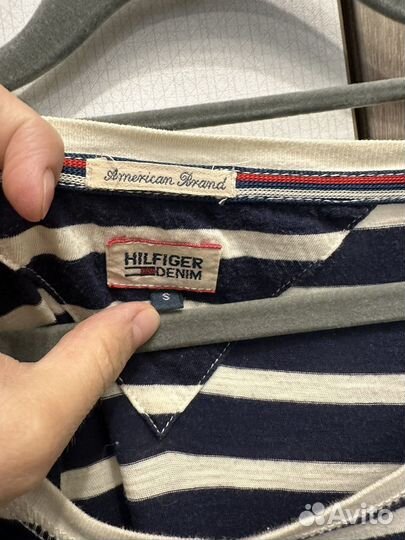 American Brand
HILFIGER
DENIM
S
Avito